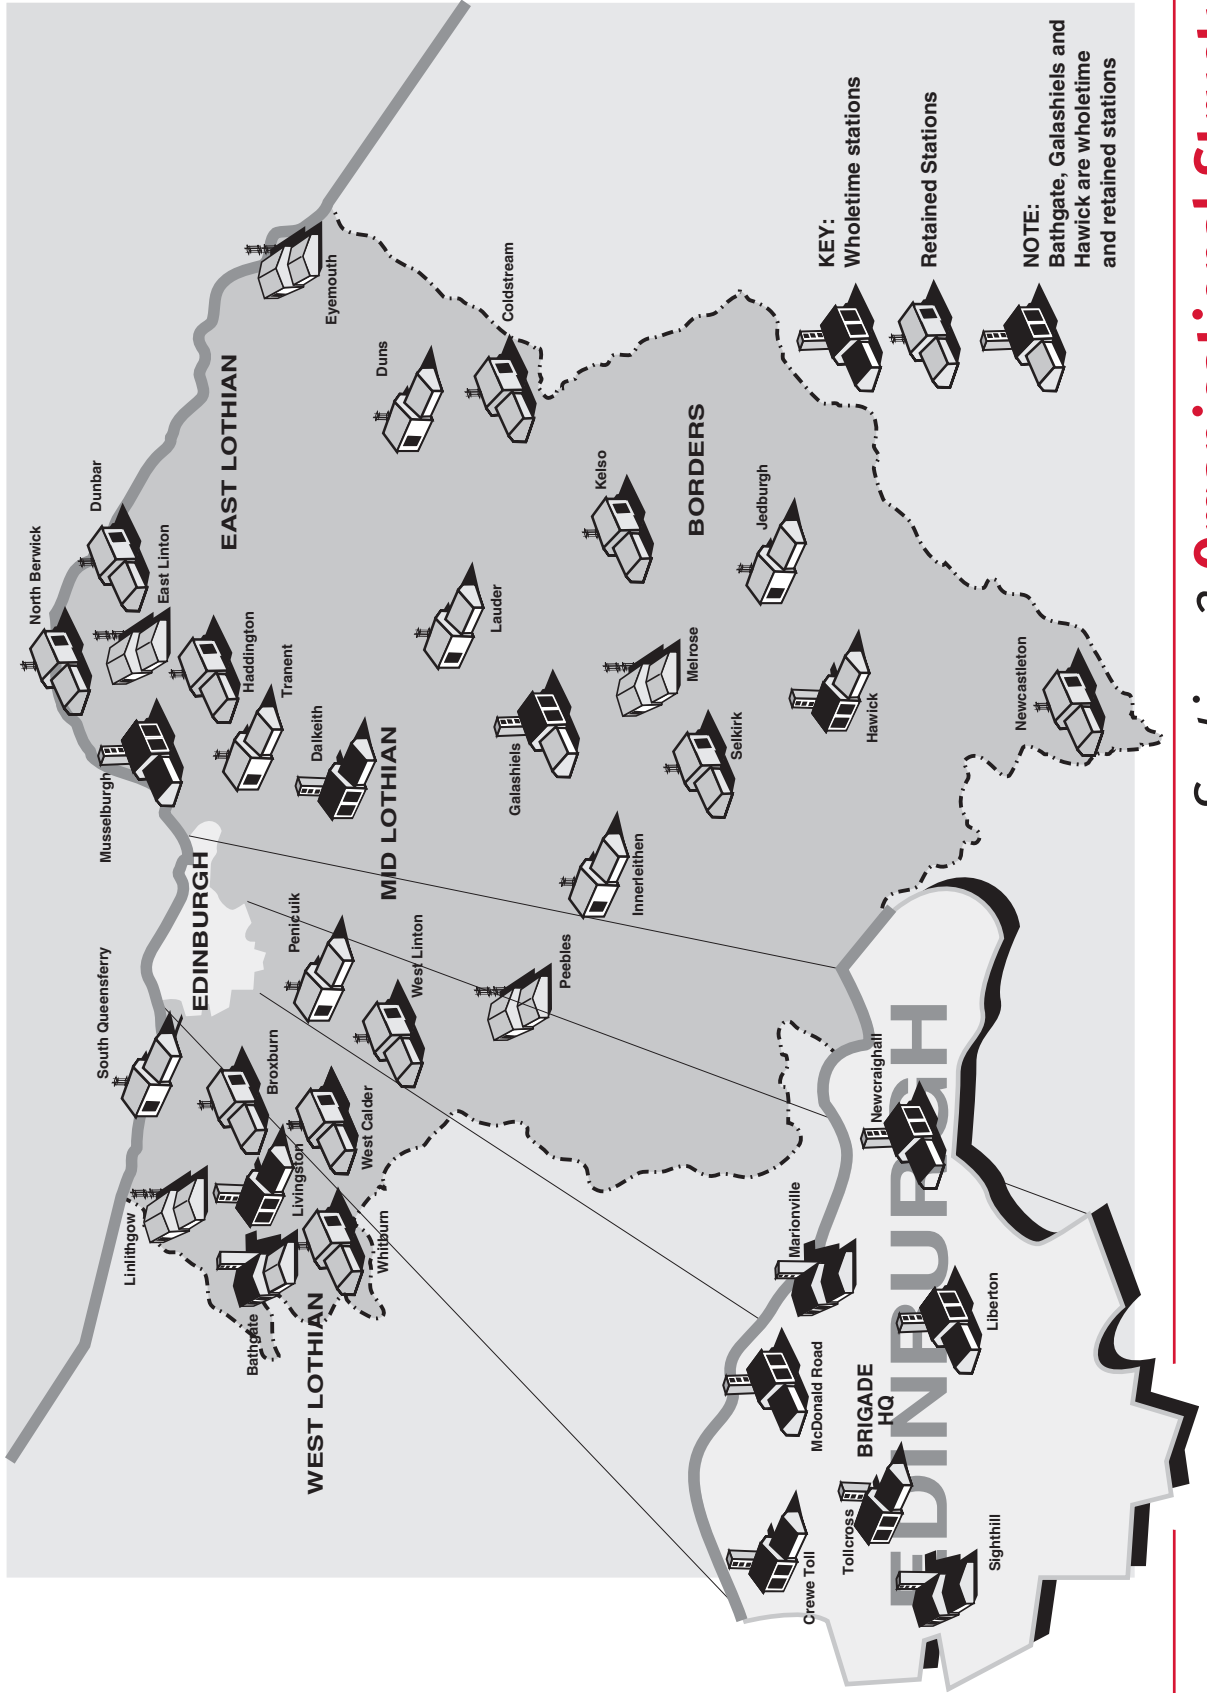 North Berwick
Dunbar
East Linton
Haddington
Tranent
Musselburgh
Dalkeith
EAST LOTHIAN
Eyemouth
Duns
Coldstream
EDINBURGH
MID LOTHIAN
South Queensferry
Penicuik
West Linton
Broxburn
West Calder
Livingston
Linlithgow
Bathgate
Whitburn
WEST LOTHIAN
Lauder
Galashiels
Melrose
Selkirk
Kelso
BORDERS
Jedburgh
Hawick
Newcastleton
Innerleithen
Peebles
EDINBURGH
Newcraighall
Marionville
McDonald Road
BRIGADE
HQ
Liberton
Tollcross
Crewe Toll
Sighthill
KEY:
Wholetime stations
Retained Stations
NOTE:
Bathgate, Galashiels and
Hawick are wholetime
and retained stations